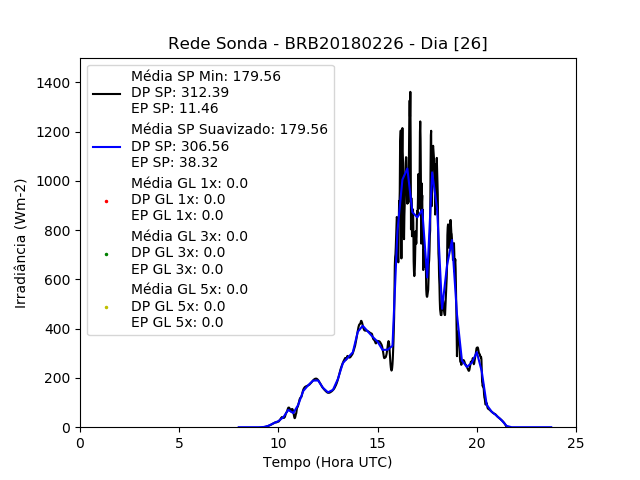 Rede Sonda - BRB20180226 - Dia [26]
Média SP Min: 179.56
DP SP: 312.39
EP SP: 11.46
Média SP Suavizado: 179.56
DP SP: 306.56
EP SP: 38.32
Média GL 1x: 0.0
DP GL 1x: 0.0
EP GL 1x: 0.0
Média GL 3x: 0.0
DP GL 3x: 0.0
EP GL 3x: 0.0
Média GL 5x: 0.0
DP GL 5x: 0.0
EP GL 5x: 0.0
Irradiância (Wm-2)
1400
1200
1000
800
600
400
200
0
0 5 10 15 20 25
Tempo (Hora UTC)